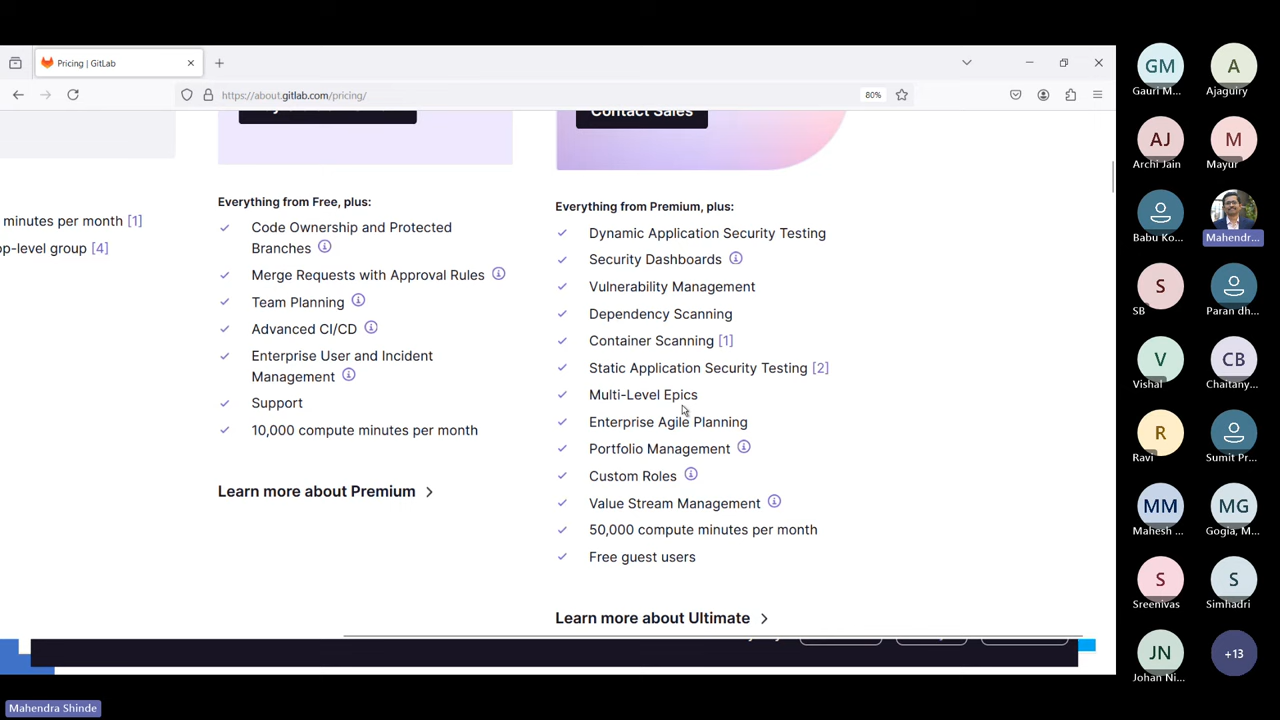 Pricing | GitLab
https://about.gitlab.com/pricing/
80%
Contact Sales
minutes per month [1]
op-level group [4]
Everything from Free, plus:
Code Ownership and Protected
Branches
Merge Requests with Approval Rules
Team Planning
Advanced CI/CD
Enterprise User and Incident
Management
Support
10,000 compute minutes per month
Learn more about Premium
Everything from Premium, plus:
Dynamic Application Security Testing
Security Dashboards
Vulnerability Management
Dependency Scanning
Container Scanning [1]
Static Application Security Testing [2]
Multi-Level Epics
Enterprise Agile Planning
Portfolio Management
Custom Roles
Value Stream Management
50,000 compute minutes per month
Free guest users
Learn more about Ultimate
GM
Gauri M...
A
Ajaguiry
AJ
Archi Jain
M
Mayur
Babu Ko...
Mahendr...
S
SB
Paran dh...
V
Vishal
CB
Chaitany...
R
Ravi
Sumit Pr...
MM
Mahesh ...
MG
Gogia, M...
S
Sreenivas
S
Simhadri
JN
Johan Ni...
+13
Mahendra Shinde